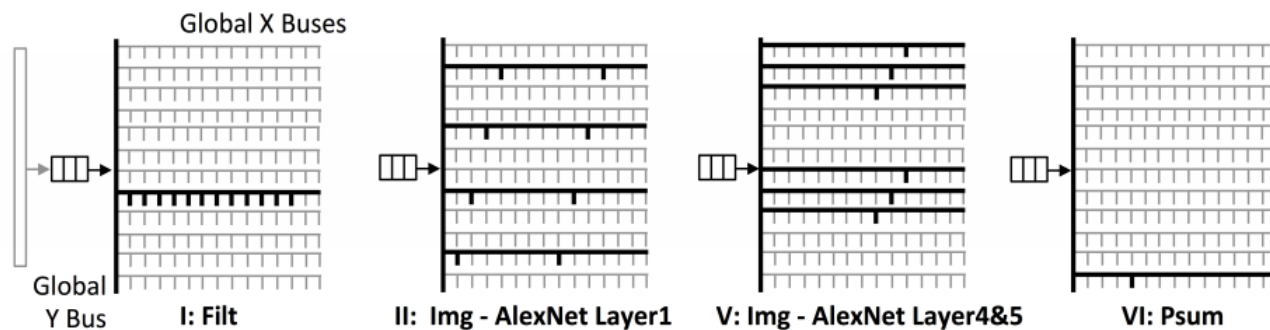 Global X Buses
Global
Y Bus
I: Filt
II: Img - AlexNet Layer1
V: Img - AlexNet Layer4&5
VI: Psum